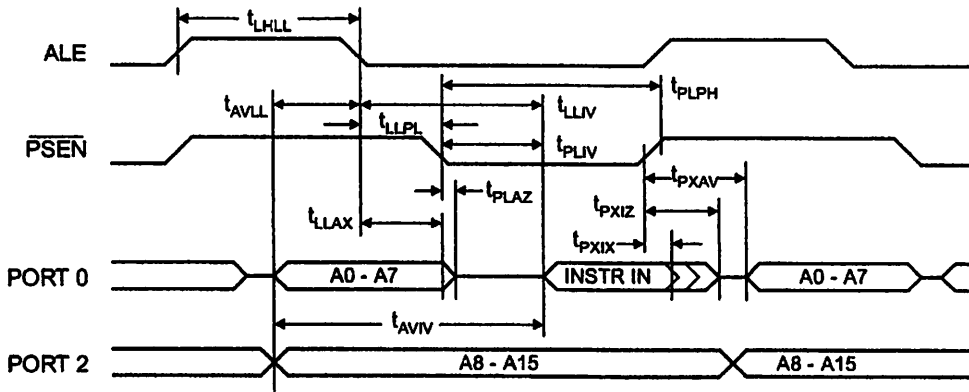 tLHLL
ALE
tPLPH
tAVLL
tLLIV
tLLPL
PSEN
tPLIV
tPXAV
tPLAZ
tPXIZ
tLLAX
tPXIX
PORT 0
A0 - A7
INSTR IN
A0 - A7
tAVIV
PORT 2
A8 - A15
A8 - A15